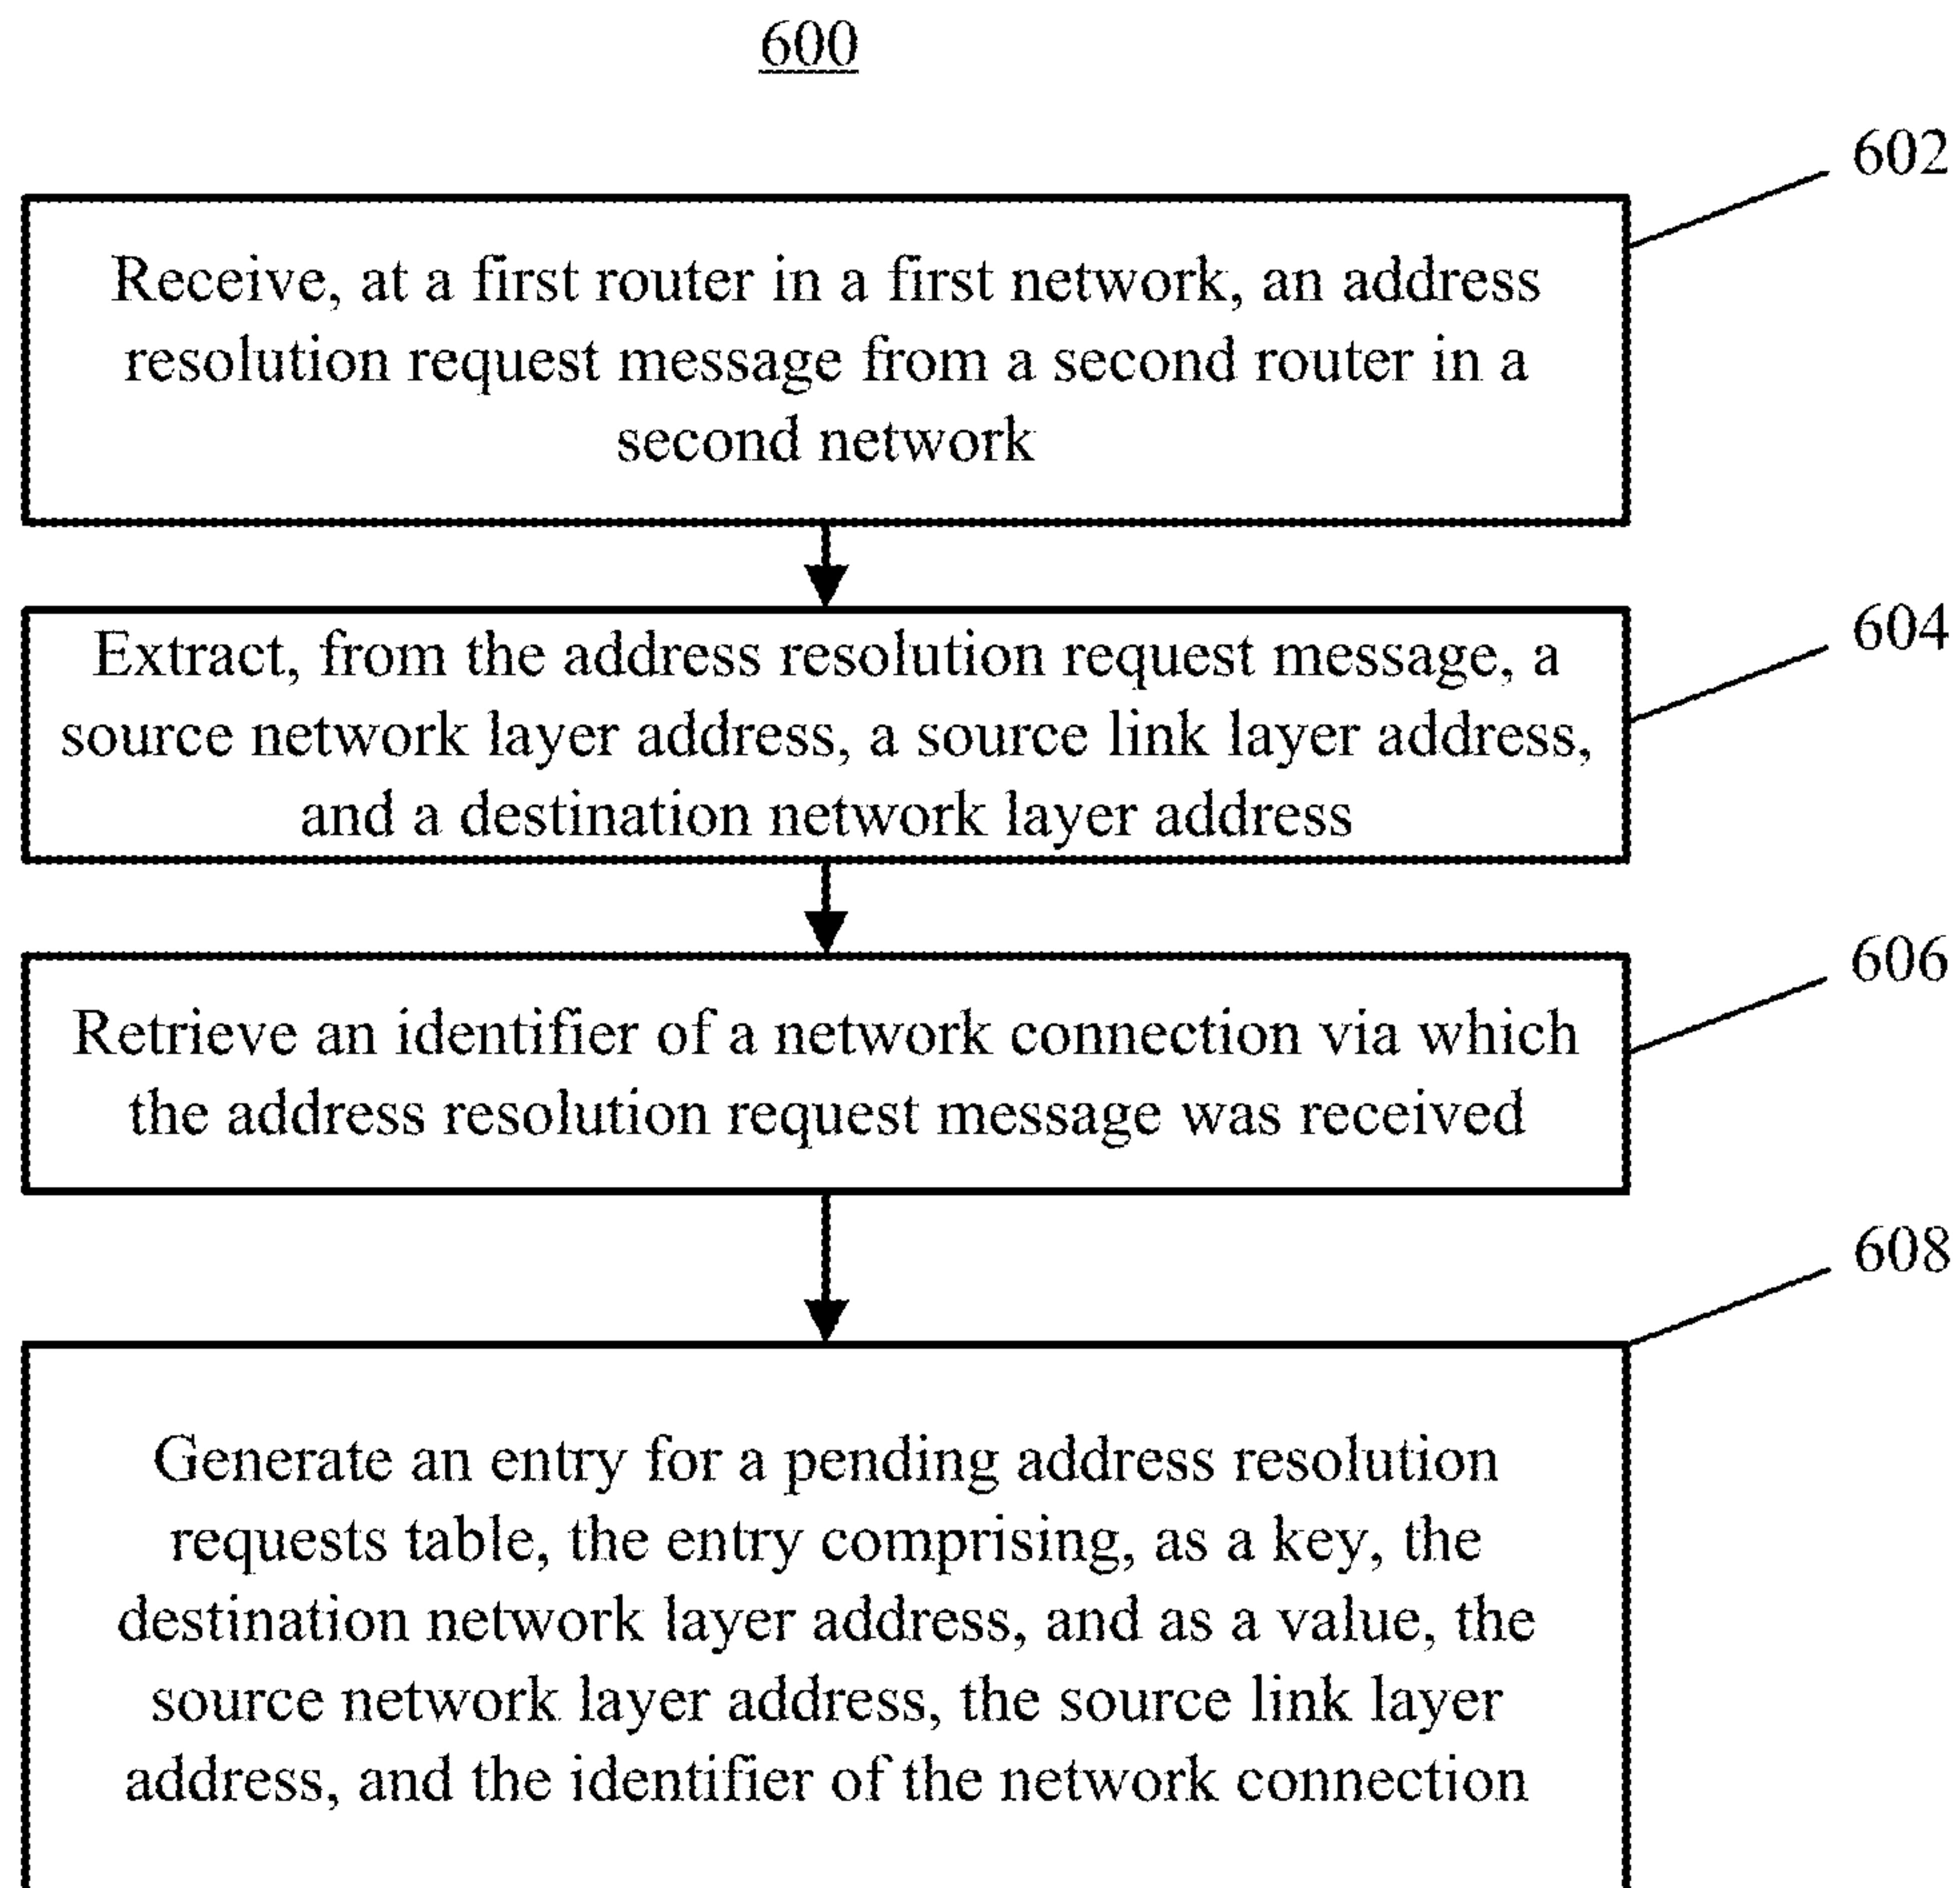 600
602
Receive, at a first router in a first network, an address
resolution request message from a second router in a
second network
604
Extract, from the address resolution request message, a
source network layer address, a source link layer address,
and a destination network layer address
606
Retrieve an identifier of a network connection via which
the address resolution request message was received
608
Generate an entry for a pending address resolution
requests table, the entry comprising, as a key, the
destination network layer address, and as a value, the
source network layer address, the source link layer
address, and the identifier of the network connection